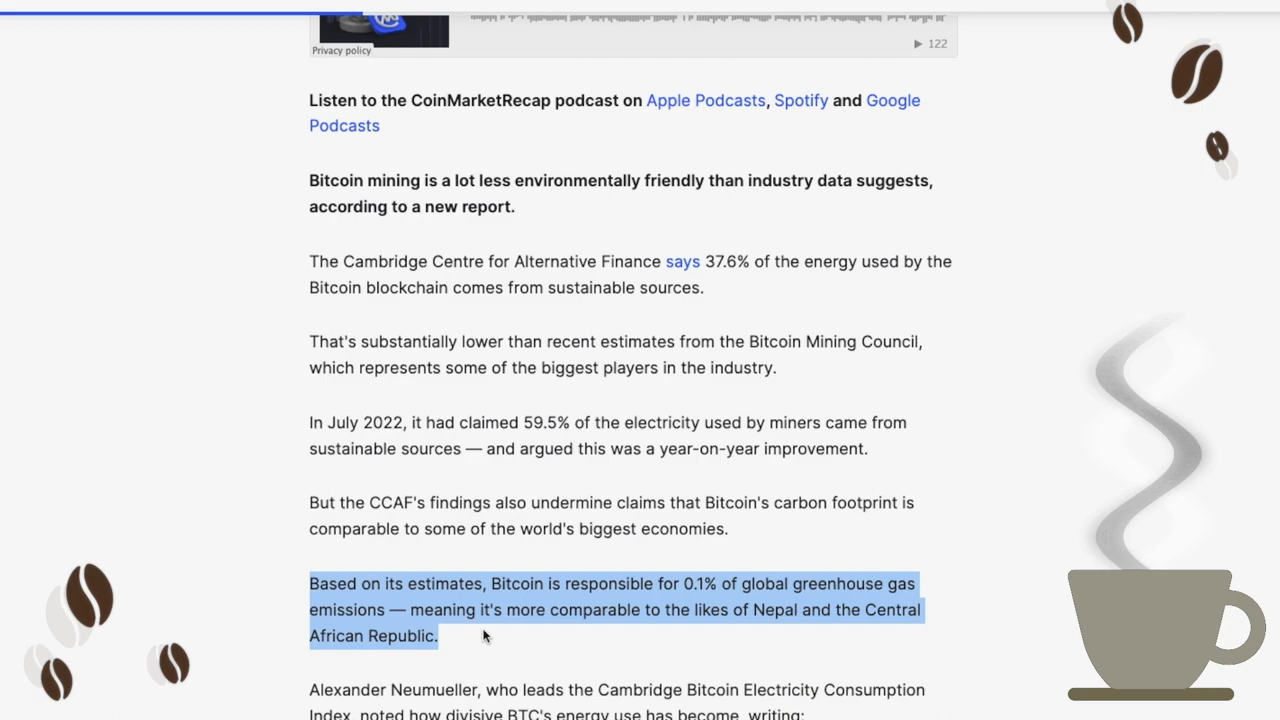 Privacy policy
122
Listen to the CoinMarketRecap podcast on Apple Podcasts, Spotify and Google
Podcasts
Bitcoin mining is a lot less environmentally friendly than industry data suggests,
according to a new report.
The Cambridge Centre for Alternative Finance says 37.6% of the energy used by the
Bitcoin blockchain comes from sustainable sources.
That's substantially lower than recent estimates from the Bitcoin Mining Council,
which represents some of the biggest players in the industry.
In July 2022, it had claimed 59.5% of the electricity used by miners came from
sustainable sources — and argued this was a year-on-year improvement.
But the CCAF's findings also undermine claims that Bitcoin's carbon footprint is
comparable to some of the world's biggest economies.
Based on its estimates, Bitcoin is responsible for 0.1% of global greenhouse gas
emissions — meaning it's more comparable to the likes of Nepal and the Central
African Republic.
Alexander Neumueller, who leads the Cambridge Bitcoin Electricity Consumption
Index, noted how divisive BTC's energy use has become, writing: